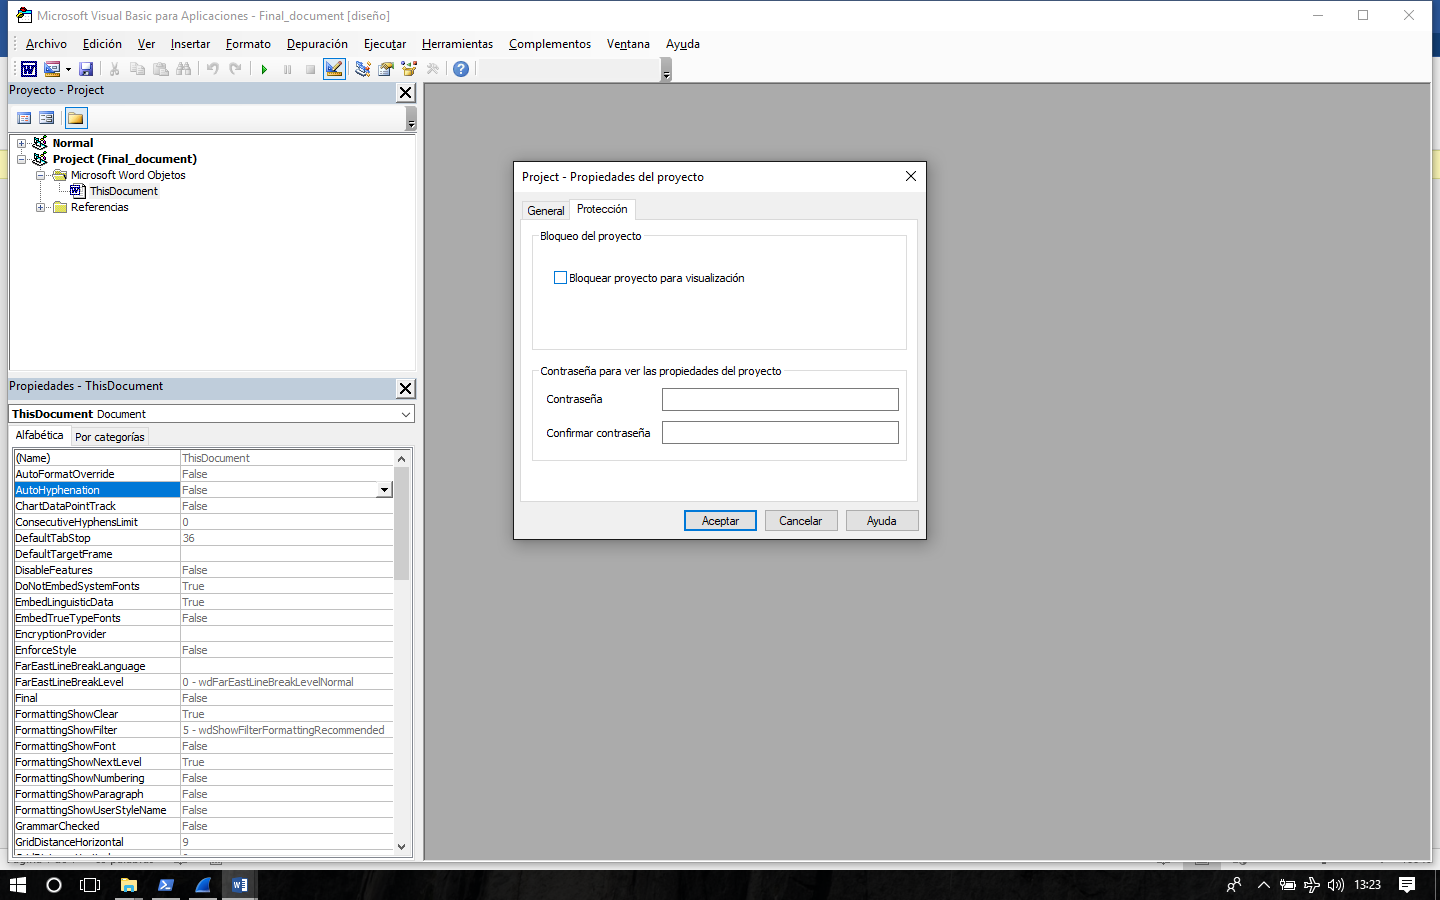 Microsoft Visual Basic para Aplicaciones - Final_document [diseño]
Archivo Edición Ver Insertar Formato Depuración Ejecutar Herramientas Complementos Ventana Ayuda
Proyecto - Project
Normal
Project (Final_document)
Microsoft Word Objetos
ThisDocument
Referencias
Propiedades - ThisDocument
ThisDocument Document
Alfabética Por categorías
(Name) ThisDocument
AutoFormatOverride False
AutoHyphenation False
ChartDataPointTrack False
ConsecutiveHyphensLimit 0
DefaultTabStop 36
DefaultTargetFrame
DisableFeatures False
DoNotEmbedSystemFonts True
EmbedLinguisticData True
EmbedTrueTypeFonts False
EncryptionProvider
EnforceStyle False
FarEastLineBreakLanguage
FarEastLineBreakLevel 0 - wdFarEastLineBreakLevelNormal
Final False
FormattingShowClear True
FormattingShowFilter 5 - wdShowFilterFormattingRecommended
FormattingShowFont False
FormattingShowNextLevel True
FormattingShowNumbering False
FormattingShowParagraph False
FormattingShowUserStyleName False
GrammarChecked False
GridDistanceHorizontal 9
Project - Propiedades del proyecto
General Protección
Bloqueo del proyecto
Bloquear proyecto para visualización
Contraseña para ver las propiedades del proyecto
Contraseña
Confirmar contraseña
Aceptar Cancelar Ayuda
13:23